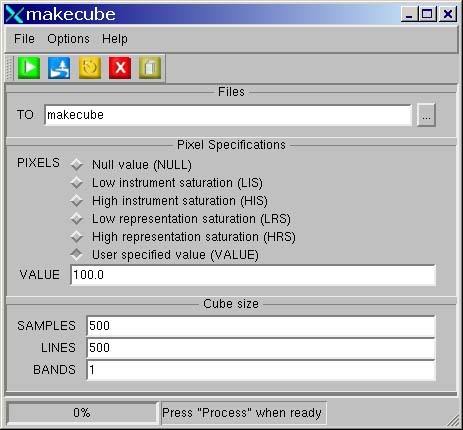 makecube
File Options Help
Files
TO makecube ...
Pixel Specifications
PIXELS Null value (NULL)
Low instrument saturation (LIS)
High instrument saturation (HIS)
Low representation saturation (LRS)
High representation saturation (HRS)
User specified value (VALUE)
VALUE 100.0
Cube size
SAMPLES 500
LINES 500
BANDS 1
0% Press "Process" when ready